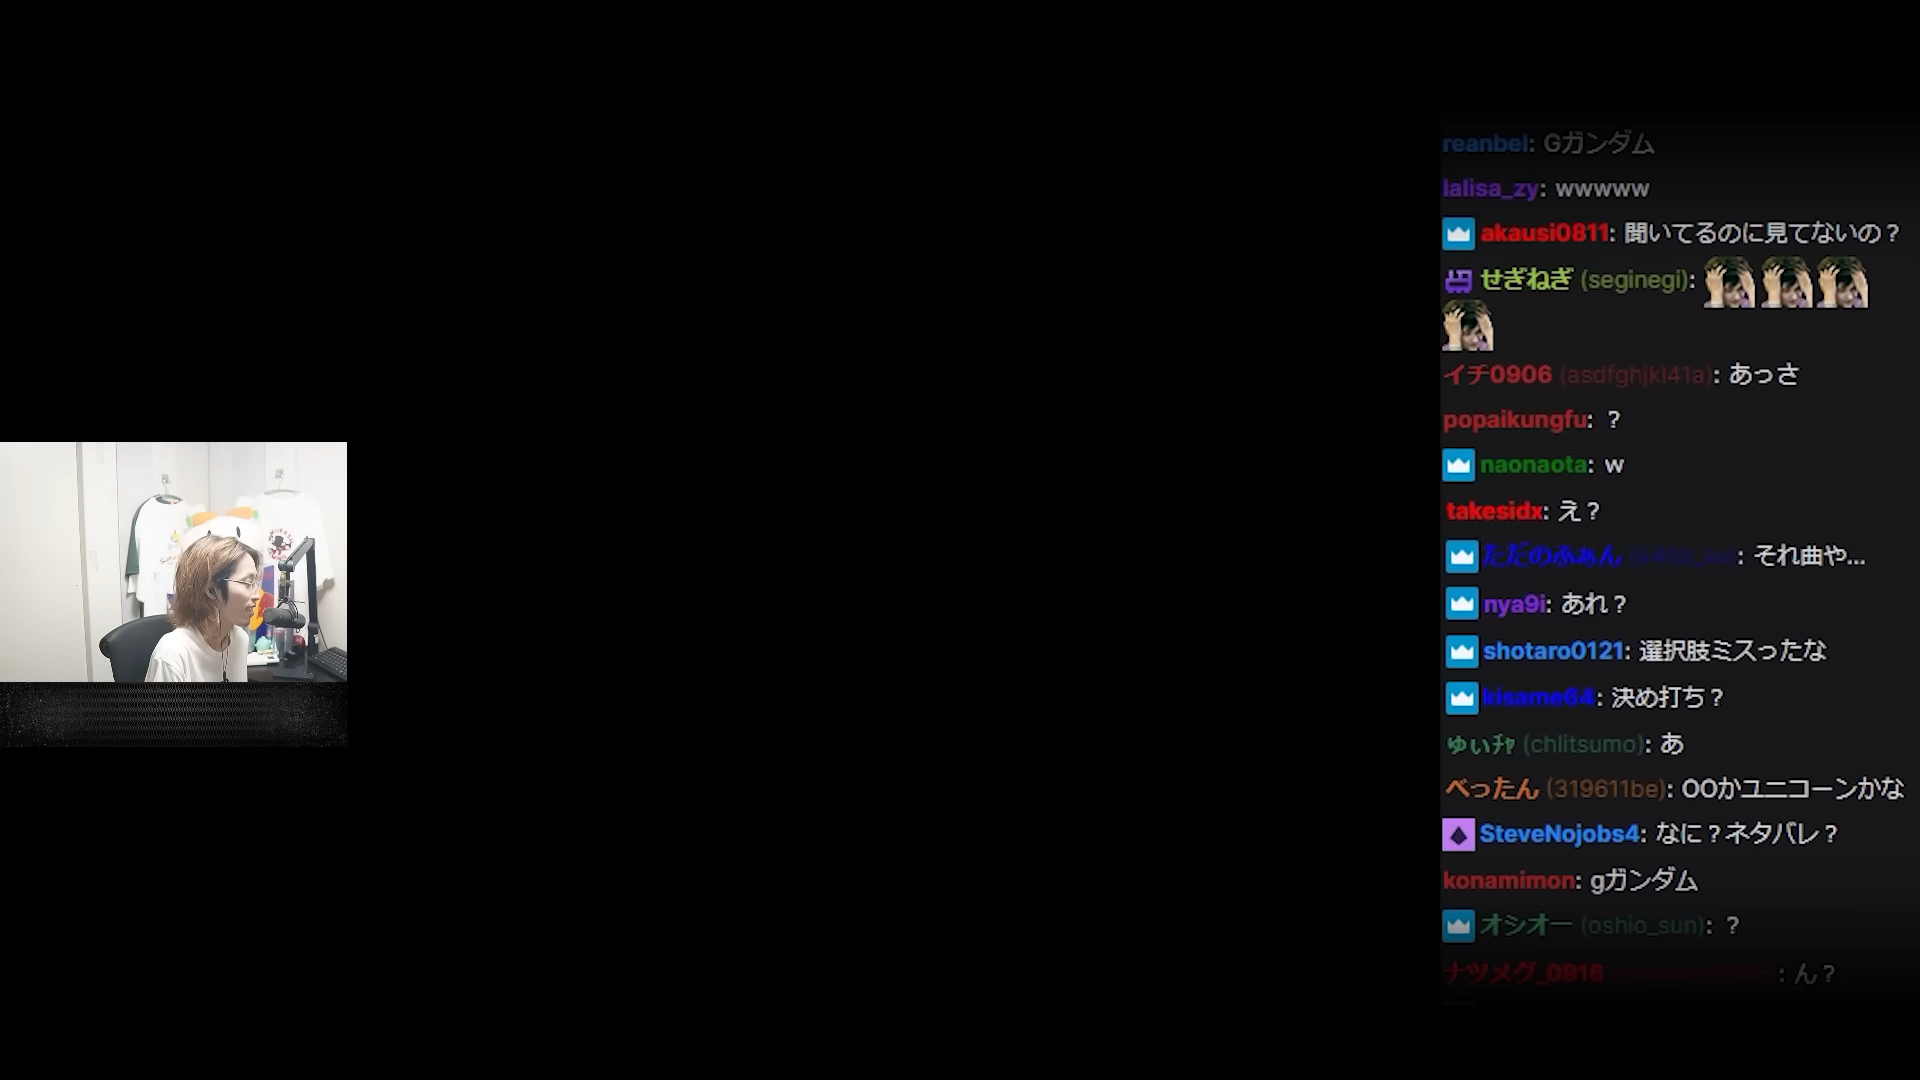 reanbel: Gガンダム
lalisa_zy: wwwww
akausi0811: 聞いてるのに見てないの？
せぎねぎ (seginegi):
イチ0906 (asdfghjkl41a): あっさ
popaikungfu: ？
naonaota: w
takesidx: え？
ただのふぁん : それ曲や...
nya9i: あれ？
shotaro0121: 選択肢ミスったな
kisame64: 決め打ち？
ゆぃﾁｬ (chlitsumo): あ
べったん (319611be): OOかユニコーンかな
SteveNojobs4: なに？ネタバレ？
konamimon: gガンダム
オシオー (oshio_sun): ？
ナツメグ_0916 : ん？